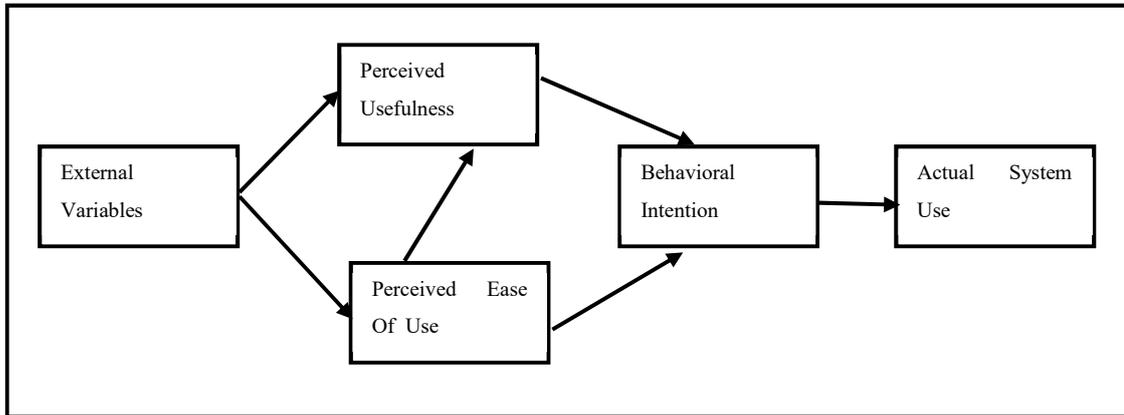 Perceived
Usefulness
External
Variables
Behavioral
Intention
Actual System
Use
Perceived Ease
Of Use